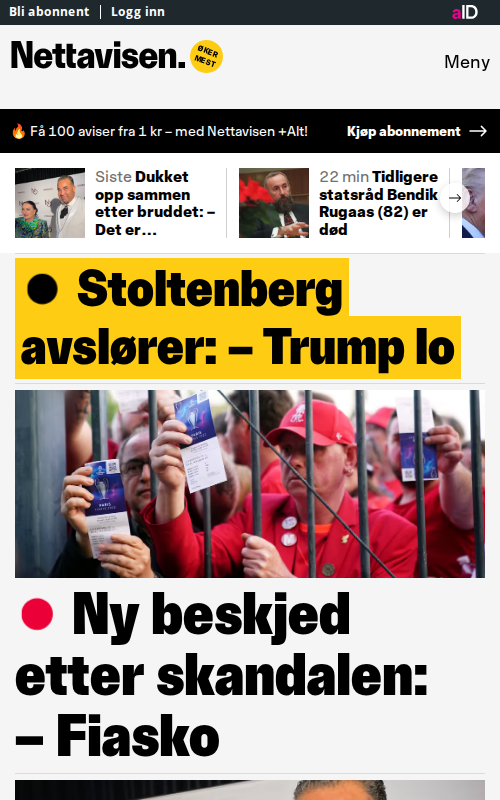 Bli abonnent
Logg inn
aID
Nettavisen.
ØKER
MEST
Meny
🔥 Få 100 aviser fra 1 kr – med Nettavisen +Alt!
Kjøp abonnement →
Siste Dukket
opp sammen
etter bruddet: –
Det er...
22 min Tidligere
statsråd Bendik
Rugaas (82) er
død
Stoltenberg
avslører: – Trump lo
PARIS
Ny beskjed
etter skandalen:
– Fiasko